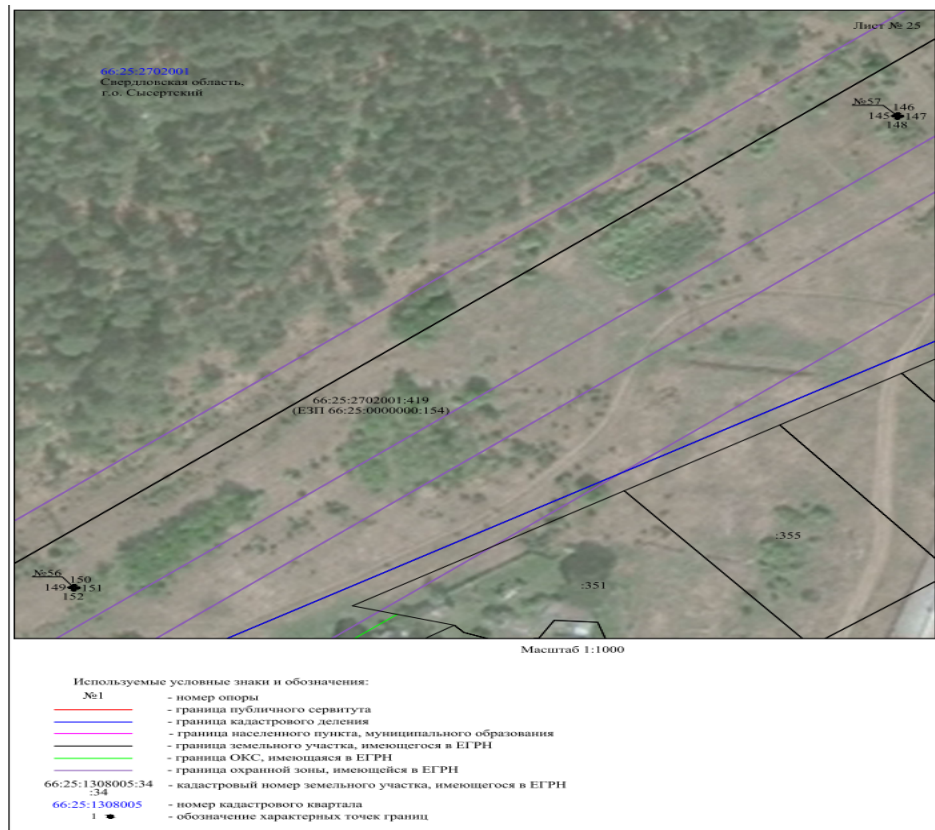 Лист № 25
66:25:2702001
Свердловская область,
г.о. Сысертский
№57
146
145
147
148
66:25:2702001:419
(ЕЗП 66:25:0000000:154)
:355
:351
№56
150
149
151
152
Масштаб 1:1000
Используемые условные знаки и обозначения:
№1 - номер опоры
- граница публичного сервитута
- граница кадастрового деления
- граница населенного пункта, муниципального образования
- граница земельного участка, имеющегося в ЕГРН
- граница ОКС, имеющаяся в ЕГРН
- граница охранной зоны, имеющейся в ЕГРН
66:25:1308005:34 - кадастровый номер земельного участка, имеющегося в ЕГРН
:34
66:25:1308005 - номер кадастрового квартала
1 - обозначение характерных точек границ